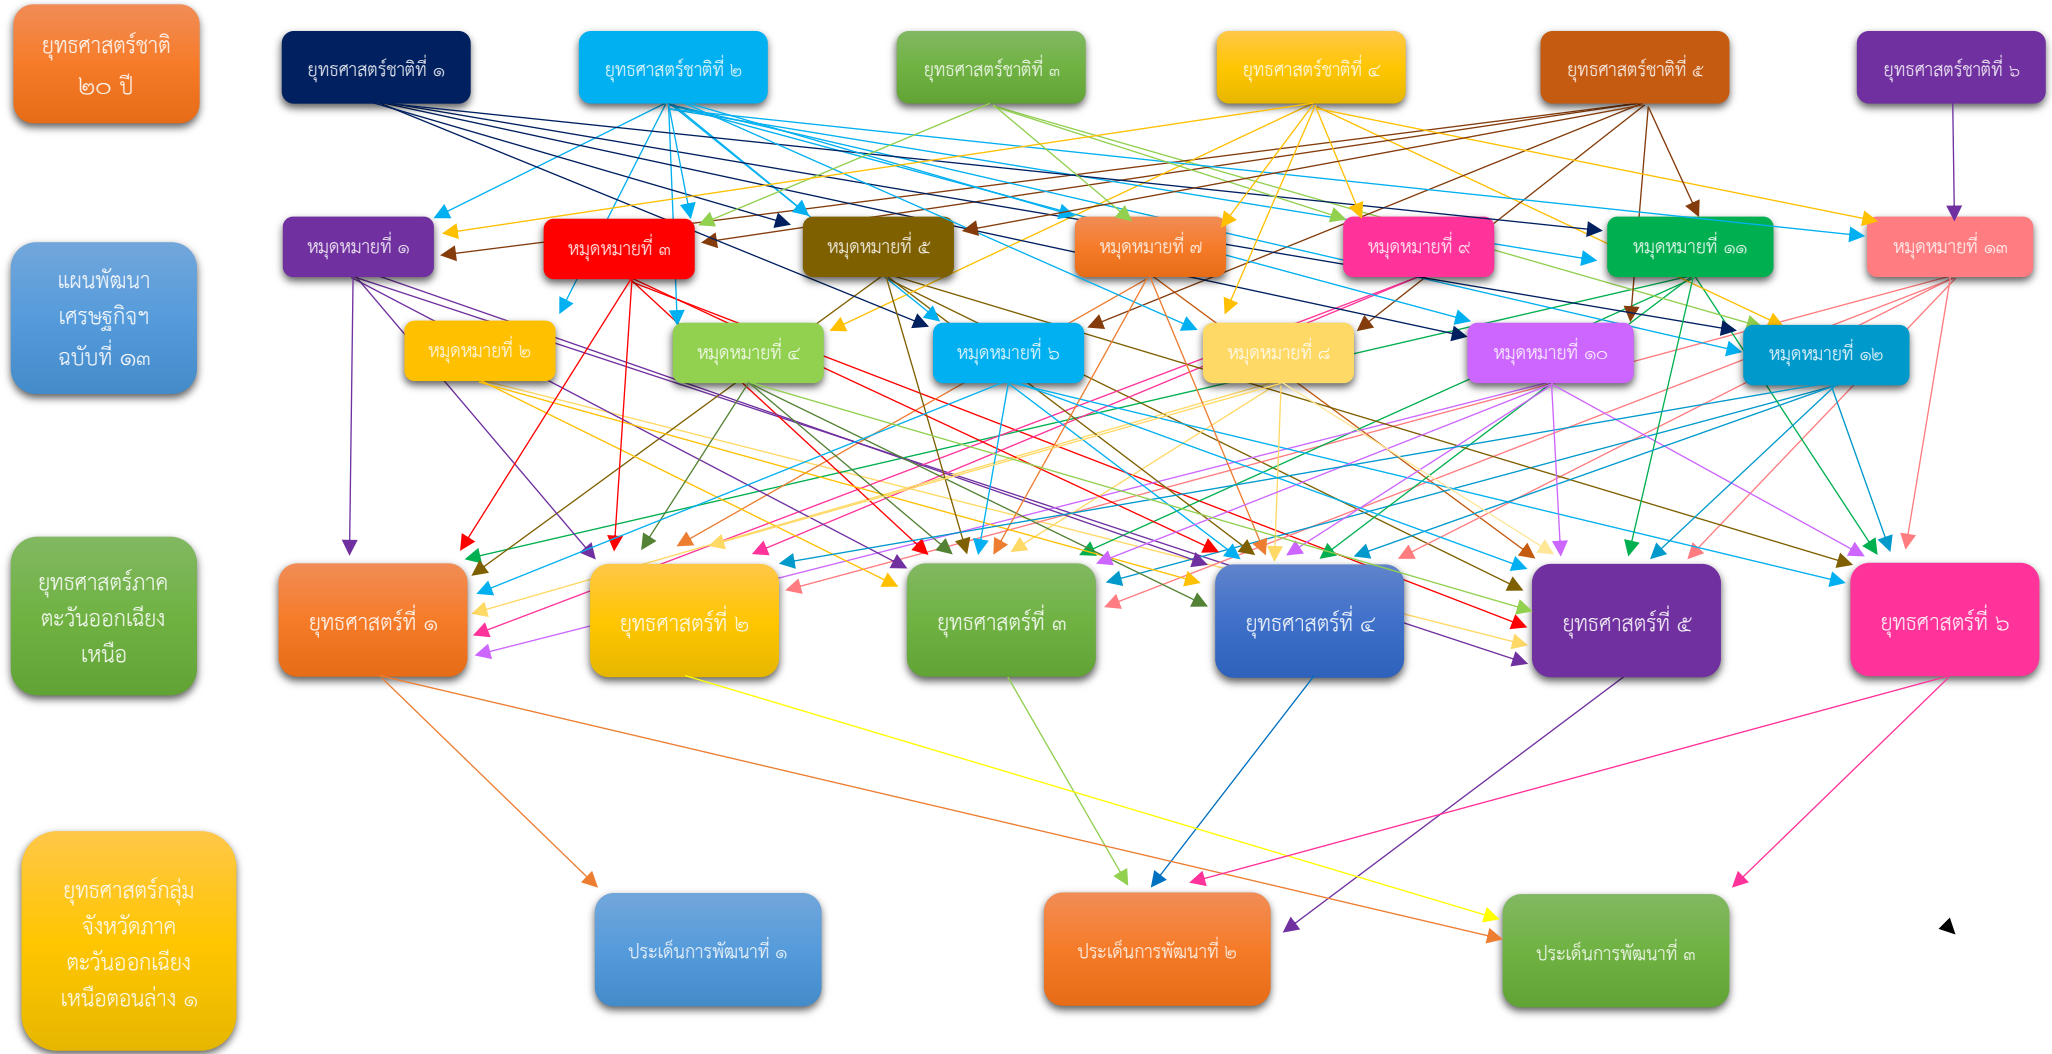 ยุทธศาสตร์ชาติ
๒๐ ปี
ยุทธศาสตร์ชาติที่ ๑
ยุทธศาสตร์ชาติที่ ๒
ยุทธศาสตร์ชาติที่ ๓
ยุทธศาสตร์ชาติที่ ๔
ยุทธศาสตร์ชาติที่ ๕
ยุทธศาสตร์ชาติที่ ๖
แผนพัฒนา
เศรษฐกิจฯ
ฉบับที่ ๑๓
หมุดหมายที่ ๑
หมุดหมายที่ ๓
หมุดหมายที่ ๕
หมุดหมายที่ ๗
หมุดหมายที่ ๙
หมุดหมายที่ ๑๑
หมุดหมายที่ ๑๓
หมุดหมายที่ ๒
หมุดหมายที่ ๔
หมุดหมายที่ ๖
หมุดหมายที่ ๘
หมุดหมายที่ ๑๐
หมุดหมายที่ ๑๒
ยุทธศาสตร์ภาค
ตะวันออกเฉียง
เหนือ
ยุทธศาสตร์ที่ ๑
ยุทธศาสตร์ที่ ๒
ยุทธศาสตร์ที่ ๓
ยุทธศาสตร์ที่ ๔
ยุทธศาสตร์ที่ ๕
ยุทธศาสตร์ที่ ๖
ยุทธศาสตร์กลุ่ม
จังหวัดภาค
ตะวันออกเฉียง
เหนือตอนล่าง ๑
ประเด็นการพัฒนาที่ ๑
ประเด็นการพัฒนาที่ ๒
ประเด็นการพัฒนาที่ ๓